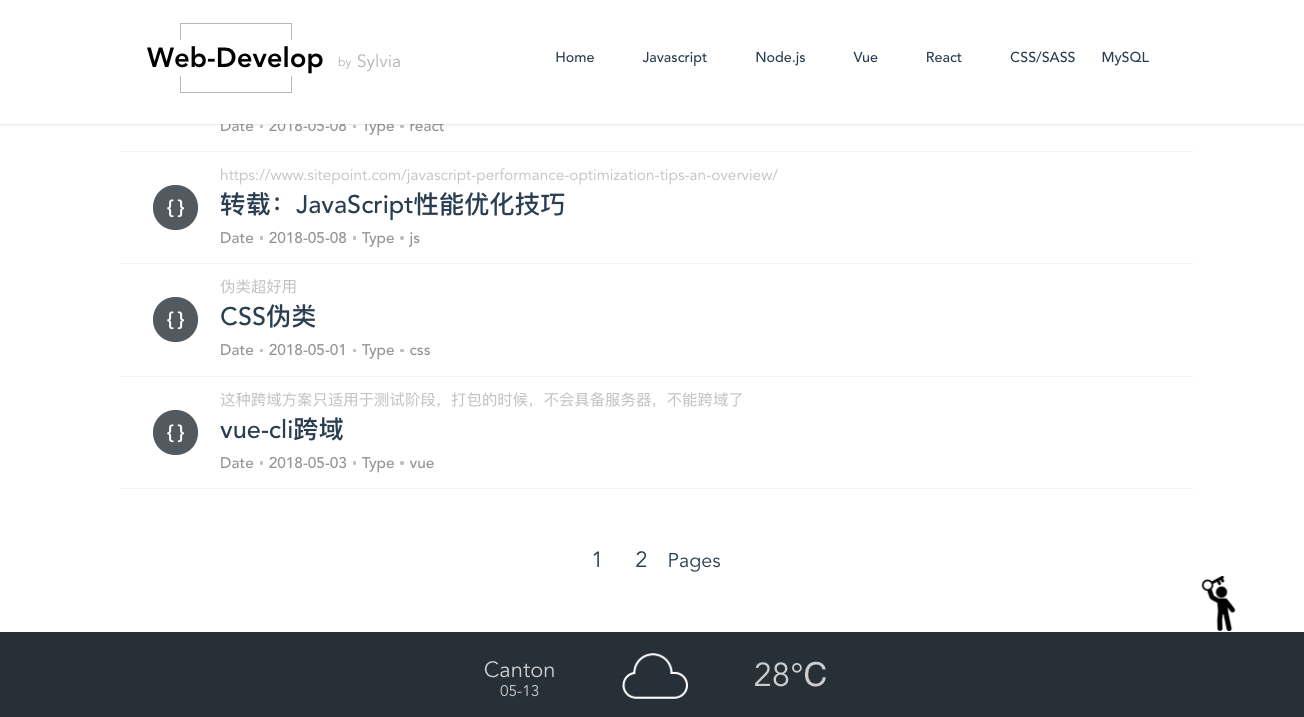 Web-Develop by Sylvia
Home Javascript Node.js Vue React CSS/SASS MySQL
Date • 2018-05-08 • Type • react
https://www.sitepoint.com/javascript-performance-optimization-tips-an-overview/
转载：JavaScript性能优化技巧
{ }
Date • 2018-05-08 • Type • js
伪类超好用
CSS伪类
{ }
Date • 2018-05-01 • Type • css
这种跨域方案只适用于测试阶段，打包的时候，不会具备服务器，不能跨域了
vue-cli跨域
{ }
Date • 2018-05-03 • Type • vue
1 2 Pages
Canton
05-13
28°C